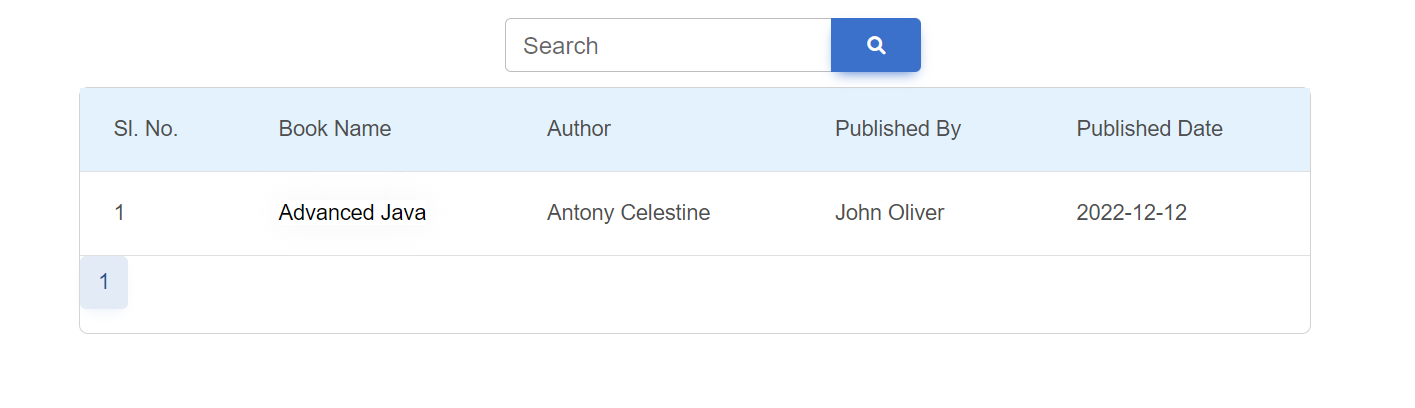 Search
Sl. No. Book Name Author Published By Published Date
1 Advanced Java Antony Celestine John Oliver 2022-12-12
1